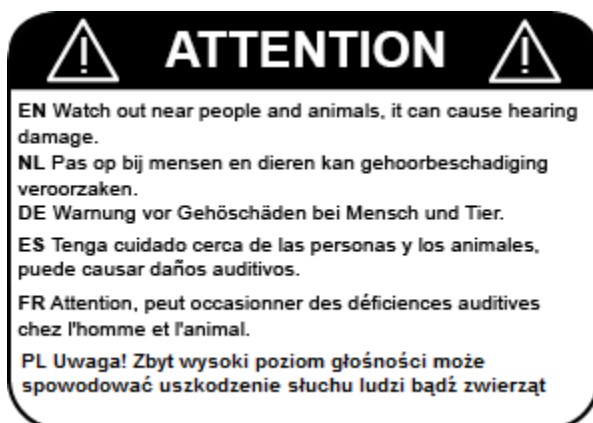 ATTENTION
EN Watch out near people and animals, it can cause hearing
damage.
NL Pas op bij mensen en dieren kan gehoorbeschadiging
veroorzaken.
DE Warnung vor Gehöschäden bei Mensch und Tier.
ES Tenga cuidado cerca de las personas y los animales,
puede causar daños auditivos.
FR Attention, peut occasionner des déficiences auditives
chez l'homme et l'animal.
PL Uwaga! Zbyt wysoki poziom głośności może
spowodować uszkodzenie słuchu ludzi bądź zwierząt